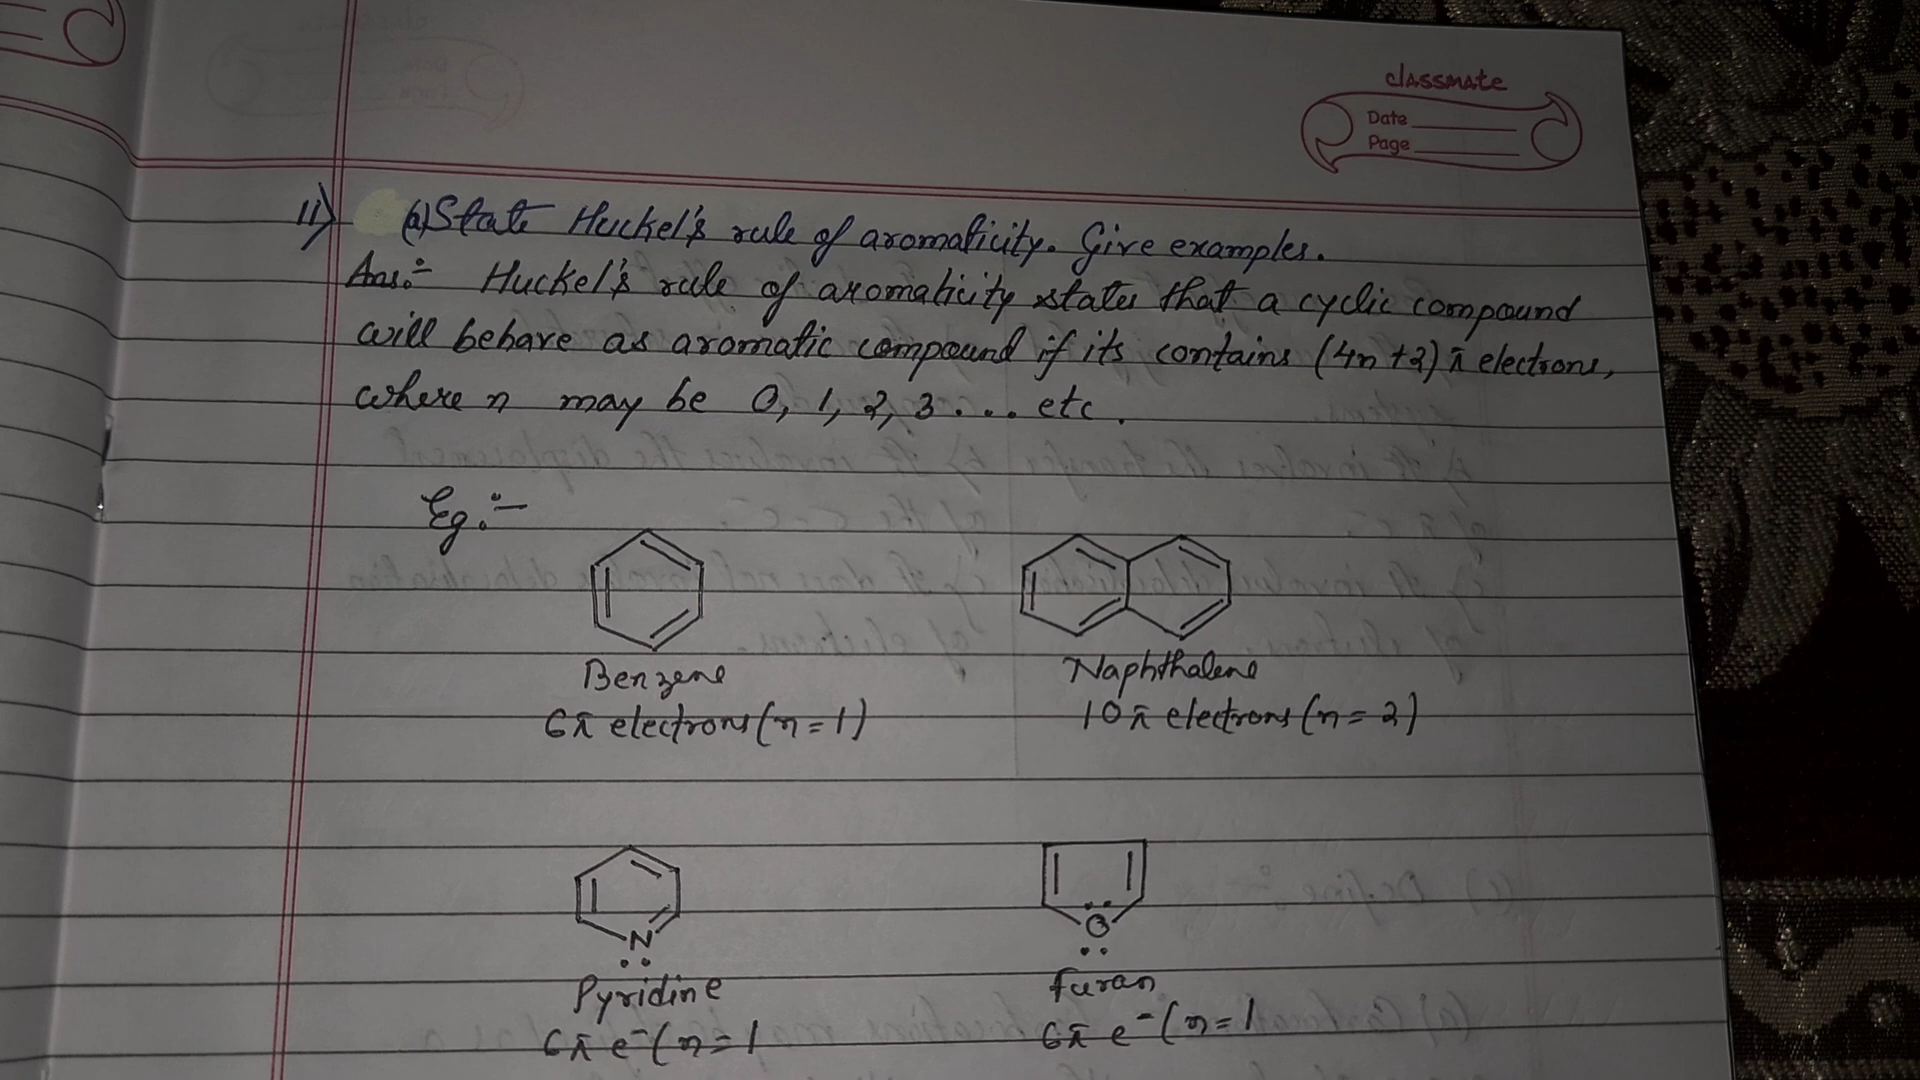 classmate
Date
Page
11) (a) State Huckel's rule of aromaticity. Give examples.
Ans:- Huckel's rule of aromaticity states that a cyclic compound
will behave as aromatic compound if its contains (4n+2) π electrons,
where n may be 0, 1, 2, 3 ... etc.
Eg:-
Benzene Naphthalene
6π electrons (n=1) 10π electrons (n=2)
N O
Pyridine furan
6π e⁻ (n=1 6π e⁻ (n=1